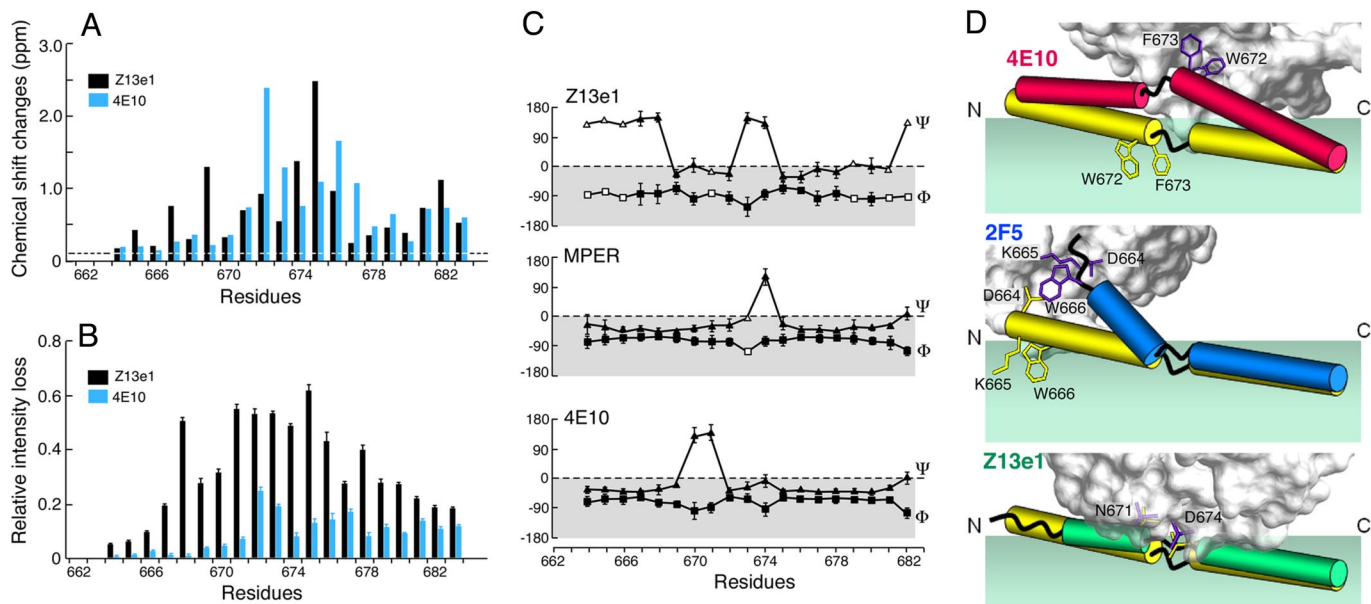 A
Chemical shift changes (ppm)
3.0
2.0
1.0
0
Z13e1
4E10
662 666 670 674 678 682
Residues
B
Relative intensity loss
0.8
0.6
0.4
0.2
0
Z13e1
4E10
662 666 670 674 678 682
Residues
C
Z13e1
180
90
0
-90
-180
Ψ
Φ
MPER
180
90
0
-90
-180
Ψ
Φ
4E10
180
90
0
-90
-180
Ψ
Φ
662 666 670 674 678 682
Residues
D
4E10
F673
W672
N
C
W672
F673
2F5
K665
D664
D664
W666
N
C
K665
W666
Z13e1
N671
D674
N
C